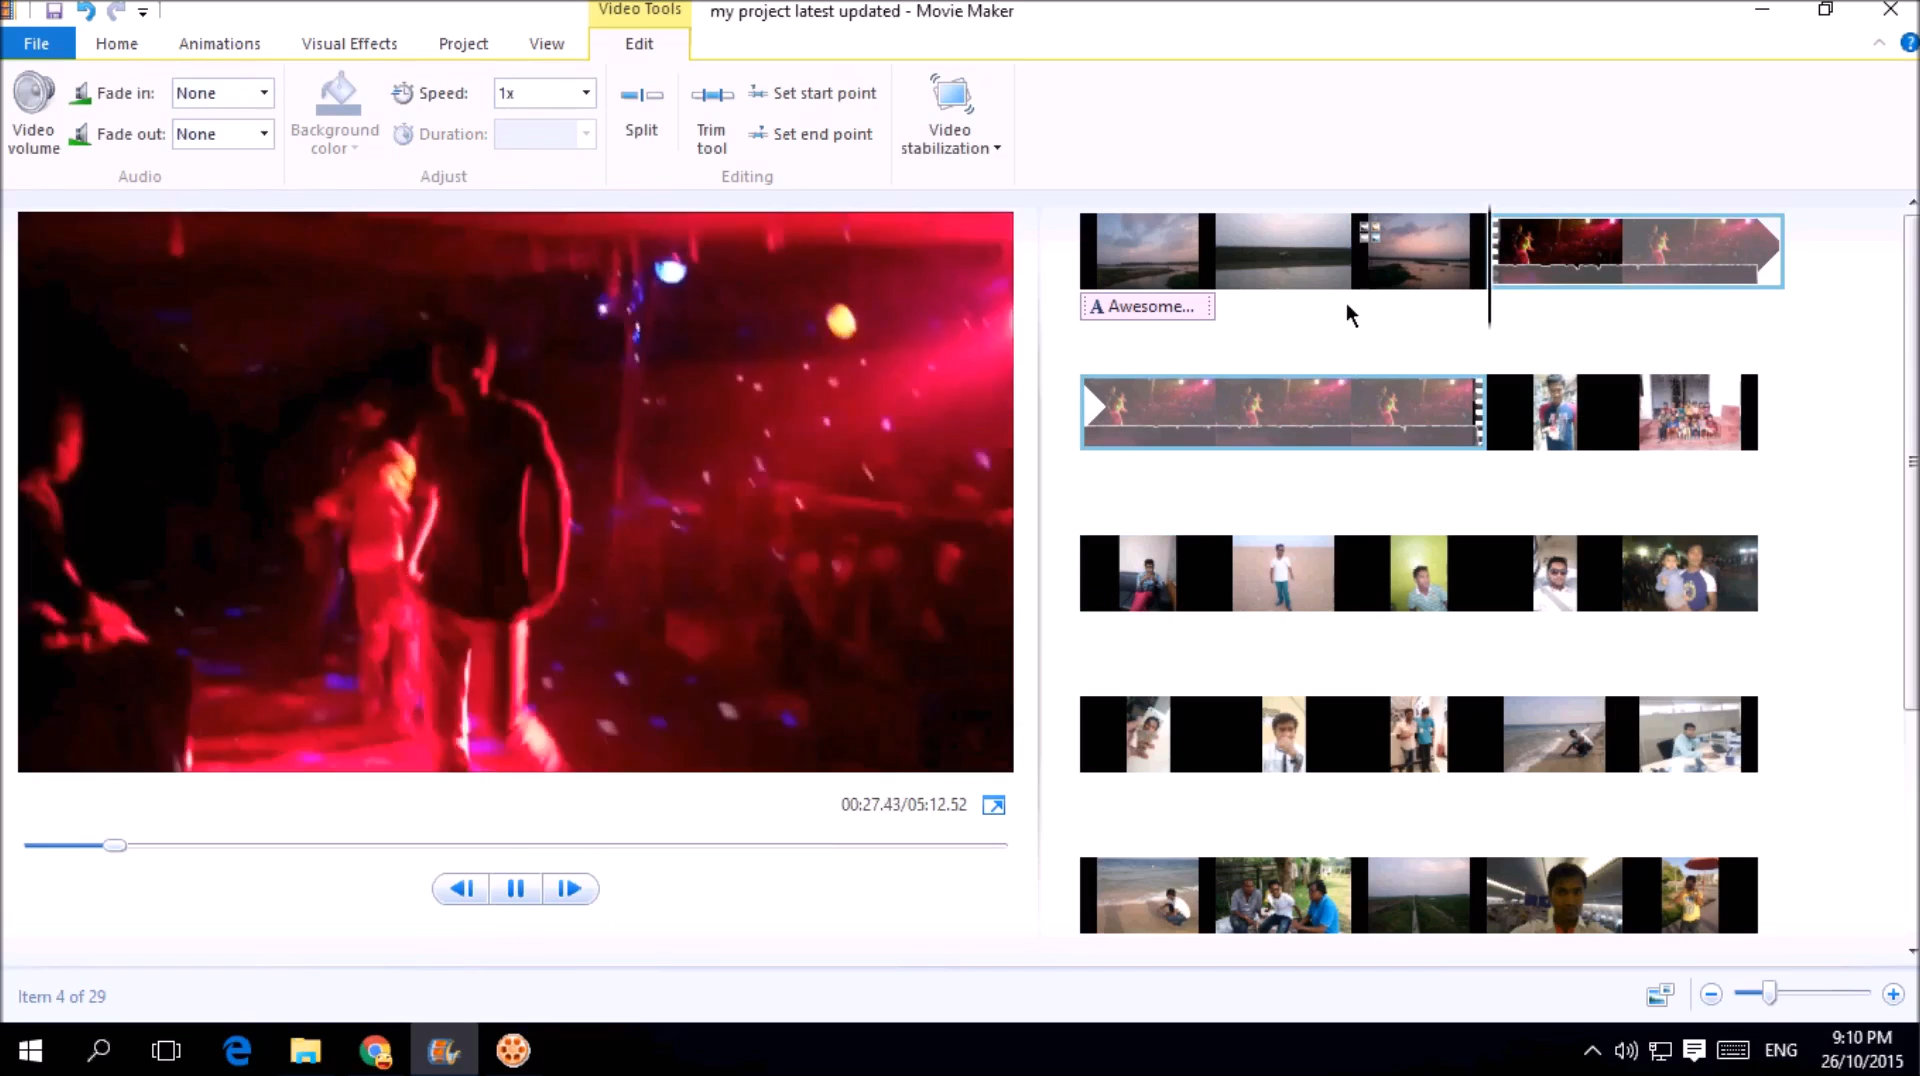 Video Tools
my project latest updated - Movie Maker
File
Home
Animations
Visual Effects
Project
View
Edit
Video volume
Fade in:
None
Fade out:
None
Audio
Background color
Speed:
1x
Duration:
Adjust
Split
Trim tool
Set start point
Set end point
Editing
Video stabilization
A Awesome...
00:27.43/05:12.52
Item 4 of 29
ENG
9:10 PM
26/10/2015